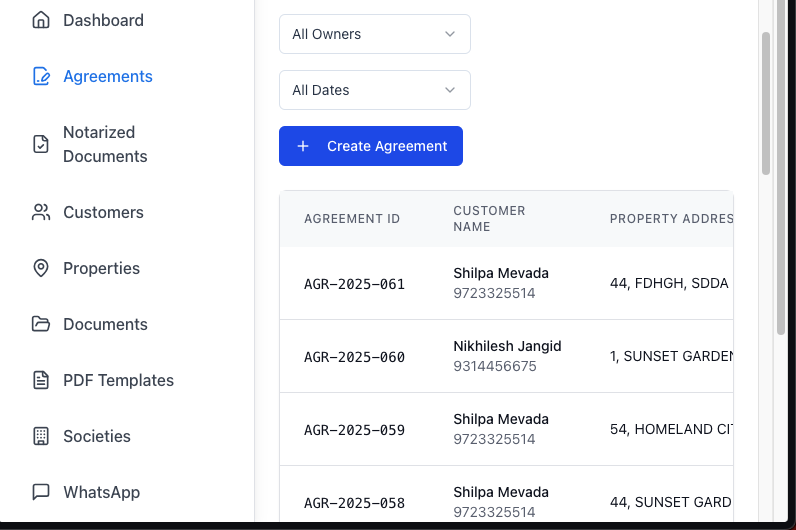 Dashboard
Agreements
Notarized
Documents
Customers
Properties
Documents
PDF Templates
Societies
WhatsApp
All Owners
All Dates
Create Agreement
AGREEMENT ID
CUSTOMER
NAME
PROPERTY ADDRES
AGR-2025-061
Shilpa Mevada
9723325514
44, FDHGH, SDDA
AGR-2025-060
Nikhilesh Jangid
9314456675
1, SUNSET GARDEN
AGR-2025-059
Shilpa Mevada
9723325514
54, HOMELAND CIT
AGR-2025-058
Shilpa Mevada
9723325514
44, SUNSET GARD